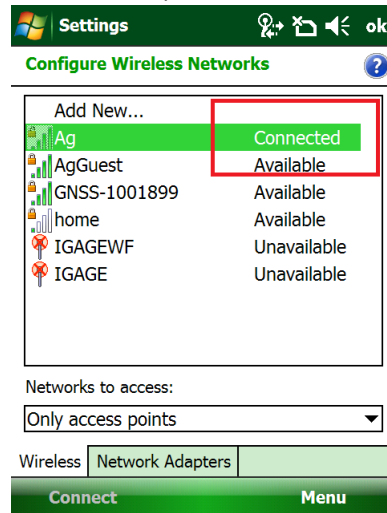 Settings ok
Configure Wireless Networks ?
Add New...
Ag Connected
AgGuest Available
GNSS-1001899 Available
home Available
IGAGEWF Unavailable
IGAGE Unavailable
Networks to access:
Only access points
Wireless Network Adapters
Connect Menu